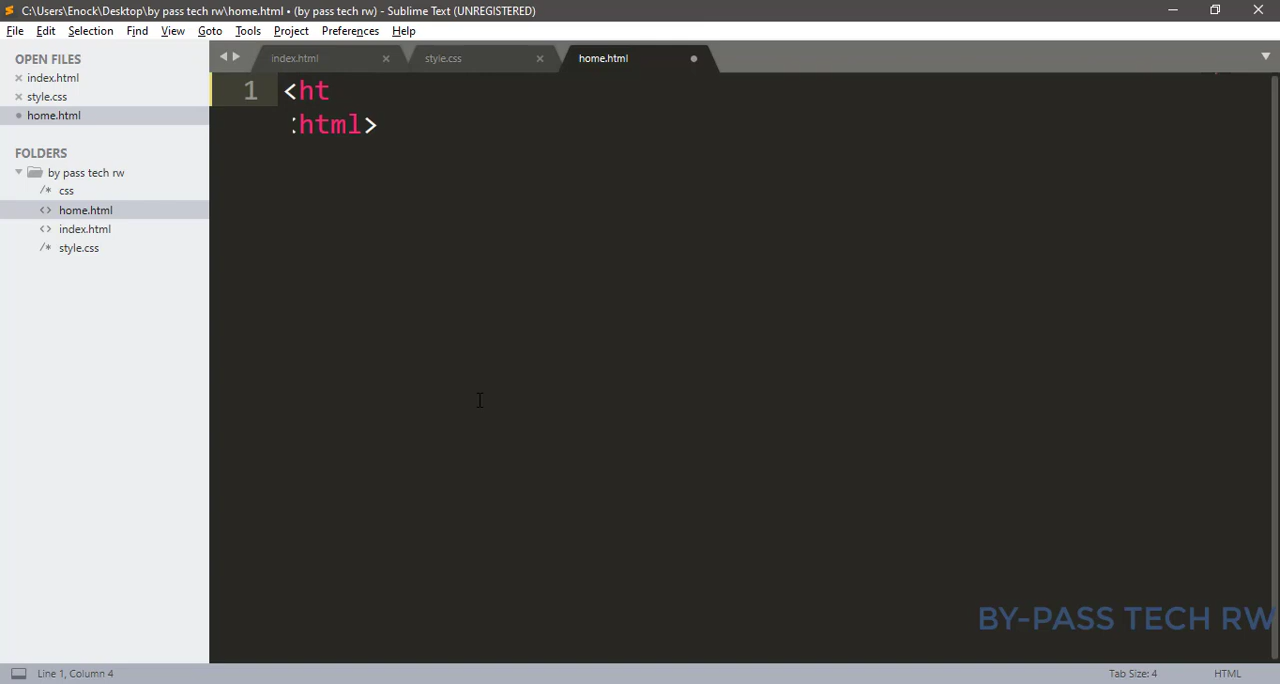 C:\Users\Enock\Desktop\by pass tech rw\home.html • (by pass tech rw) - Sublime Text (UNREGISTERED)
File Edit Selection Find View Goto Tools Project Preferences Help
OPEN FILES
index.html
style.css
home.html
FOLDERS
by pass tech rw
/* css
<> home.html
<> index.html
/* style.css
index.html style.css home.html
1 <ht
:html>
BY-PASS TECH RW
Line 1, Column 4 Tab Size: 4 HTML